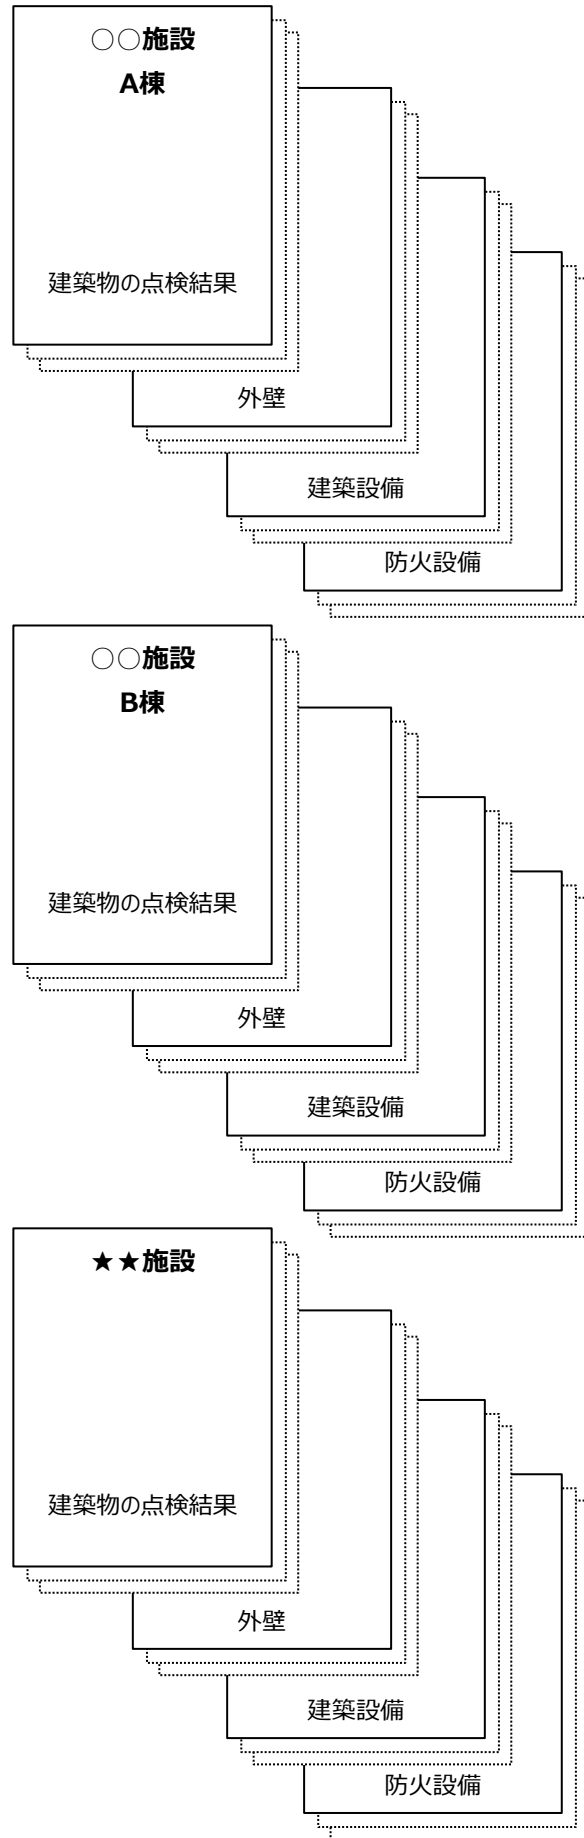 ○○施設
A棟
建築物の点検結果
外壁
建築設備
防火設備
○○施設
B棟
建築物の点検結果
外壁
建築設備
防火設備
★★施設
建築物の点検結果
外壁
建築設備
防火設備